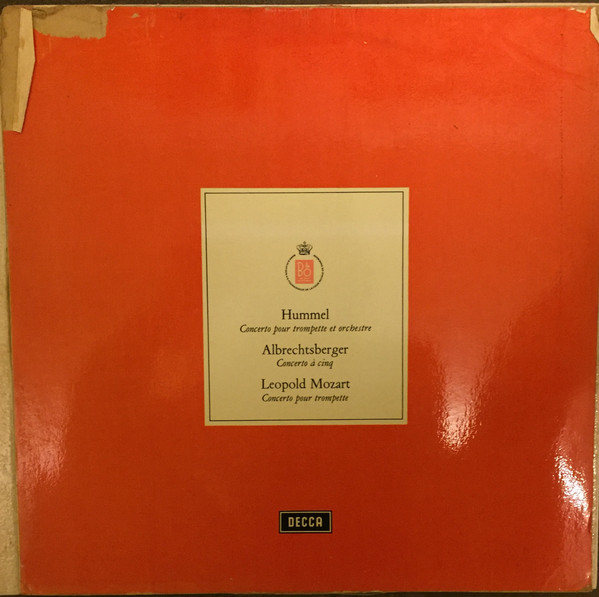 B&O
Hummel
Concerto pour trompette et orchestre
Albrechtsberger
Concerto à cinq
Leopold Mozart
Concerto pour trompette
DECCA